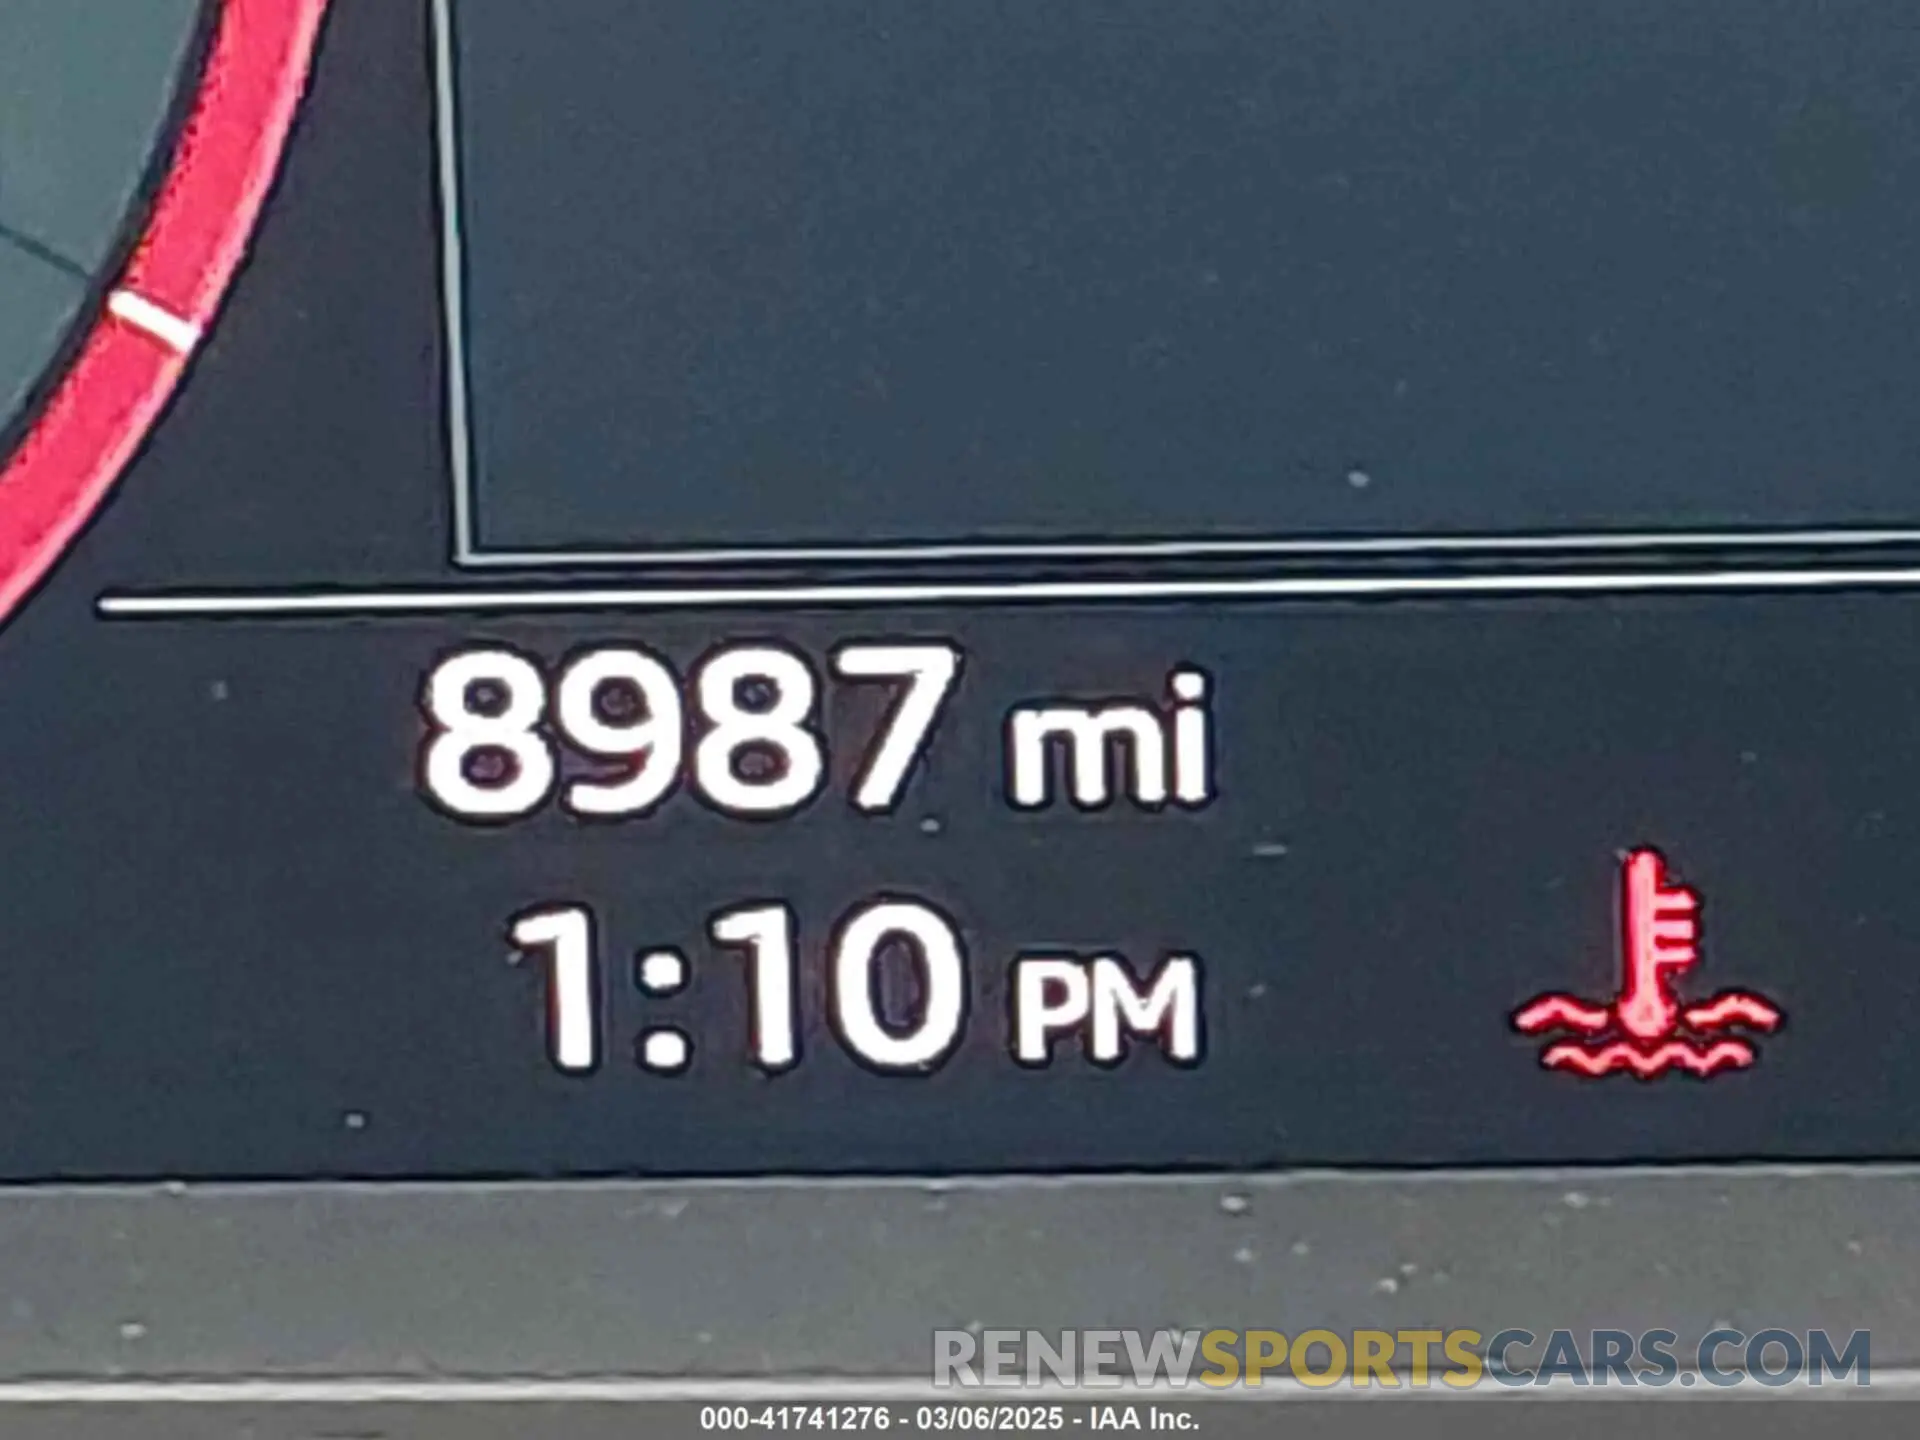 8987 mi
1:10 PM
RENEWSPORTSCARS.COM
000-41741276 - 03/06/2025 - IAA Inc.